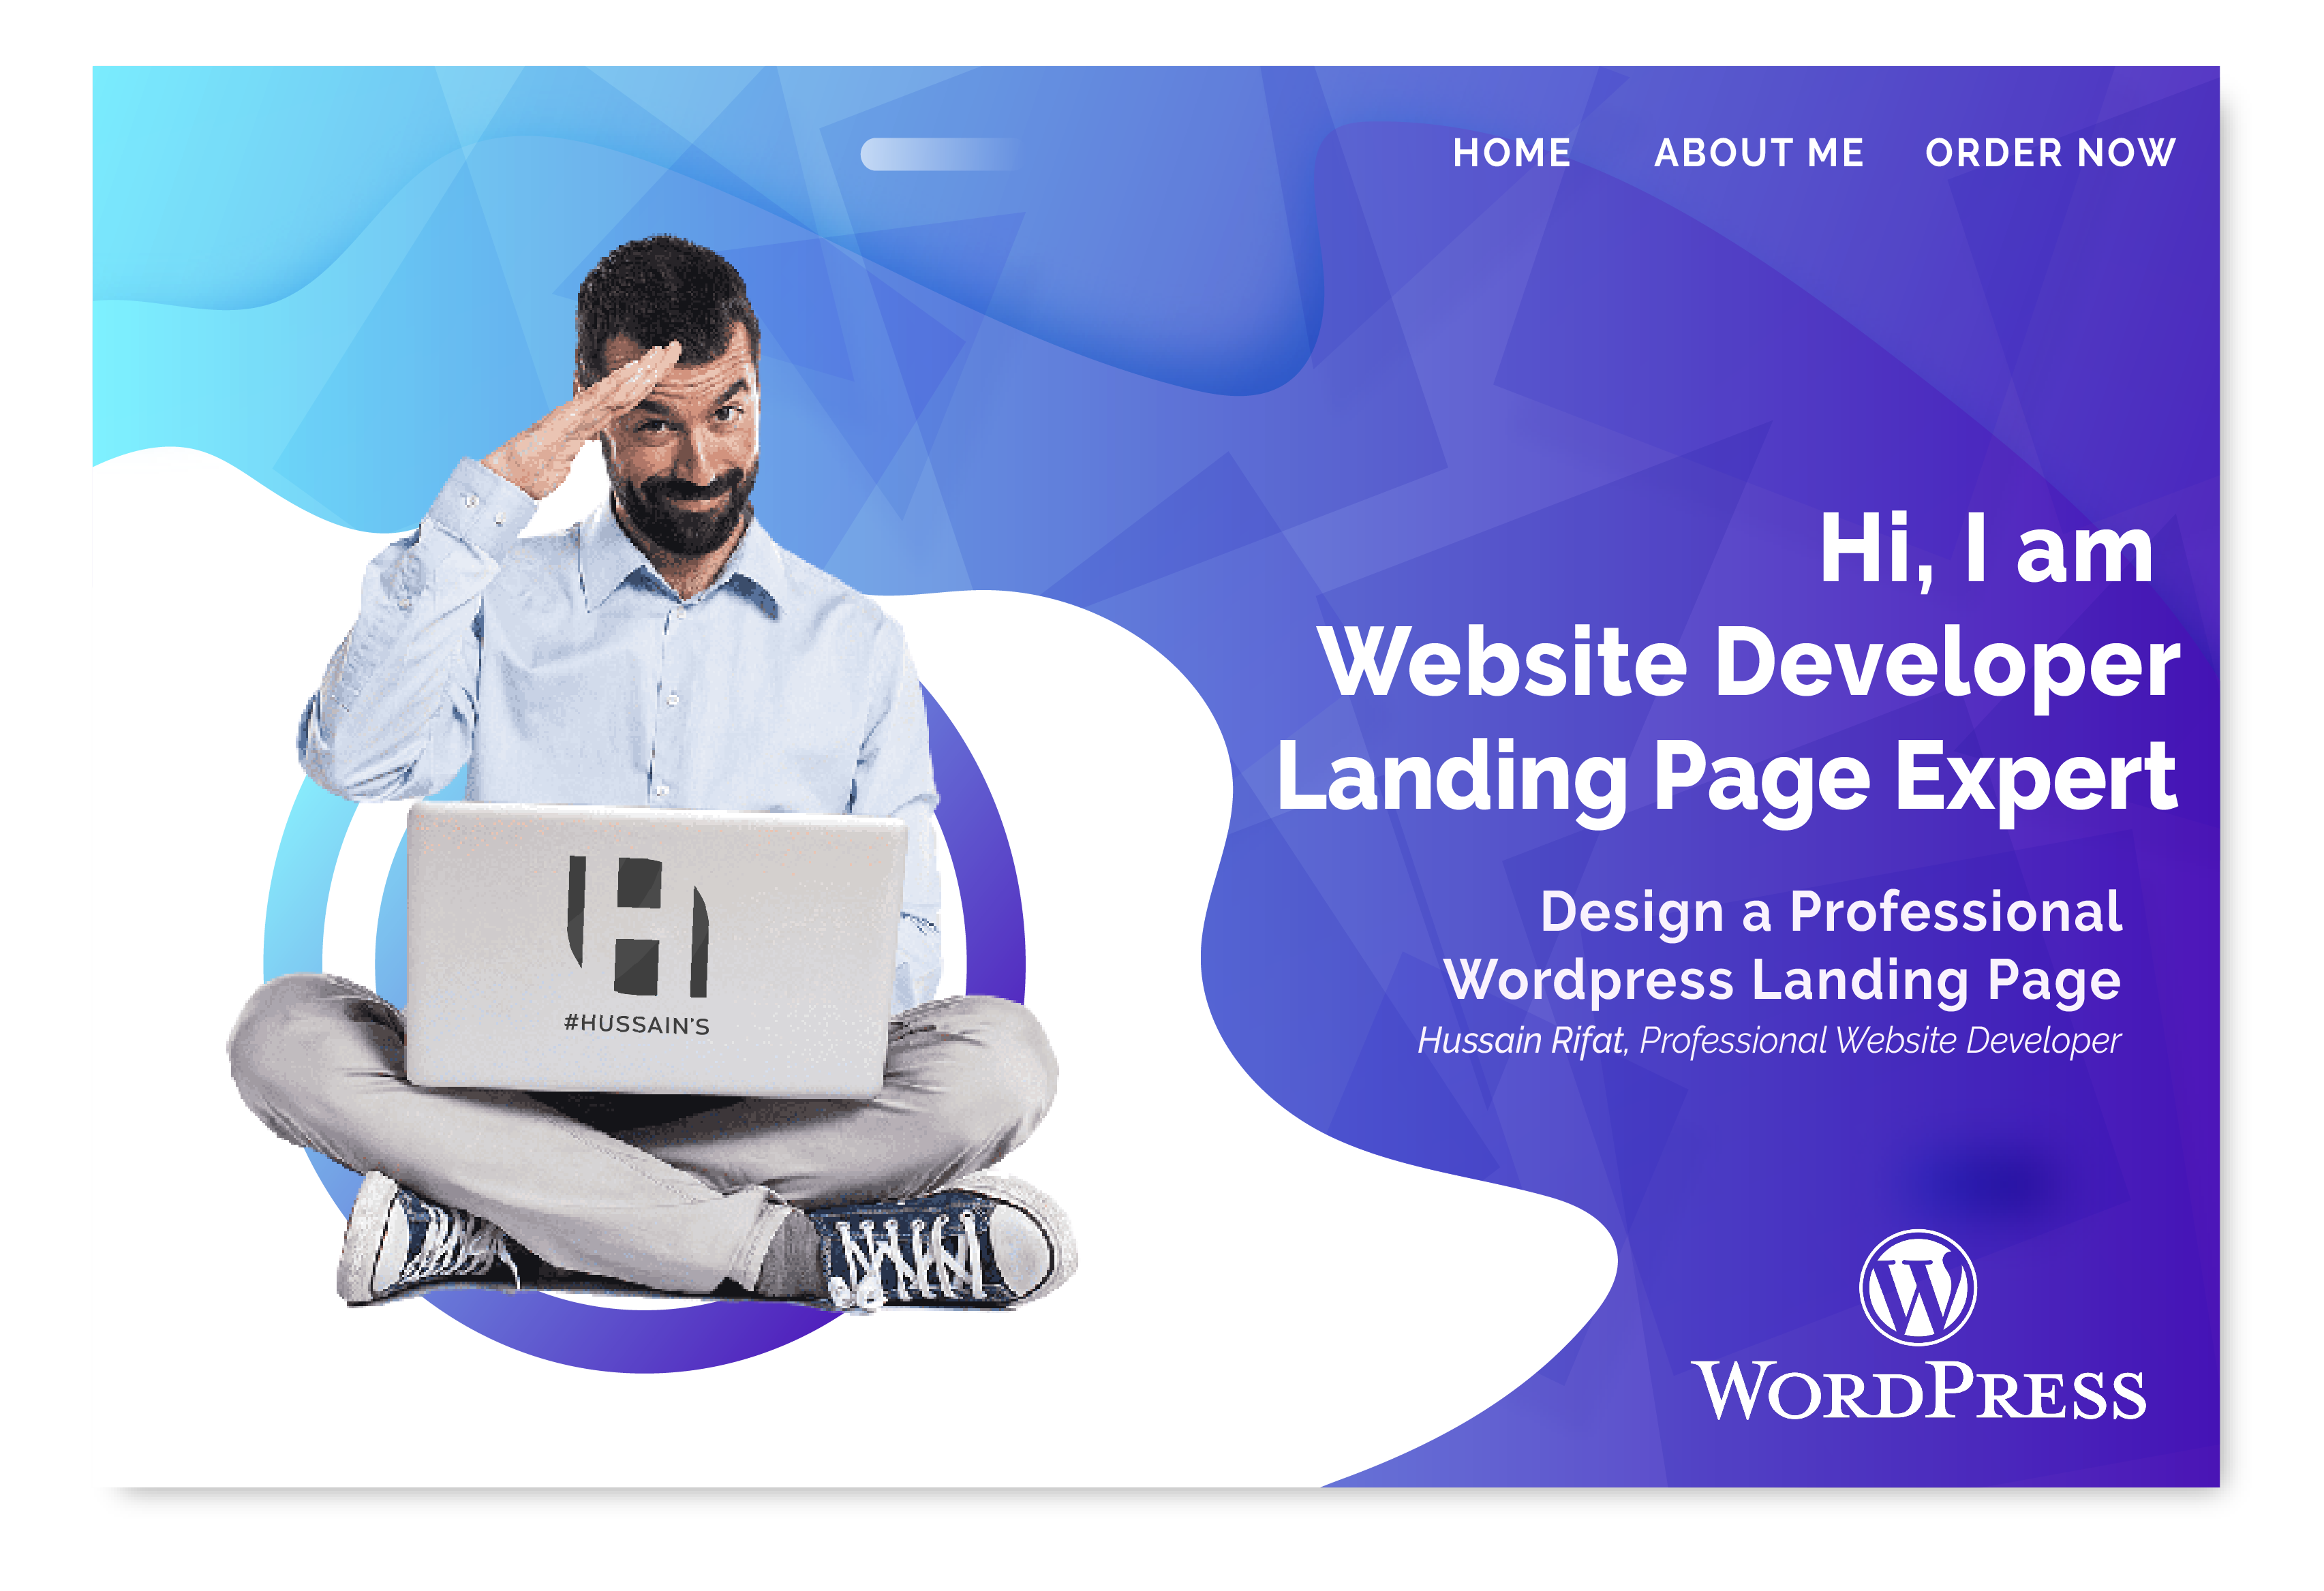 HOME ABOUT ME ORDER NOW
Hi, I am
Website Developer
Landing Page Expert
Design a Professional
Wordpress Landing Page
Hussain Rifat, Professional Website Developer
H
#HUSSAIN'S
W
WORDPRESS